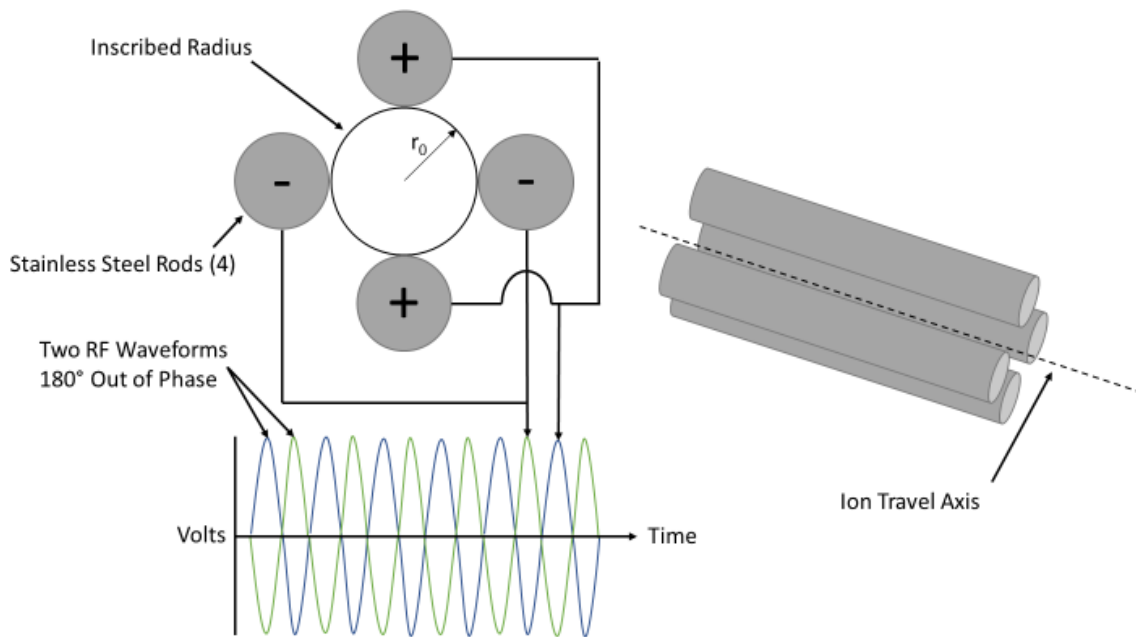 Inscribed Radius
+
r₀
-
-
Stainless Steel Rods (4)
+
Two RF Waveforms
180° Out of Phase
Ion Travel Axis
Volts
Time